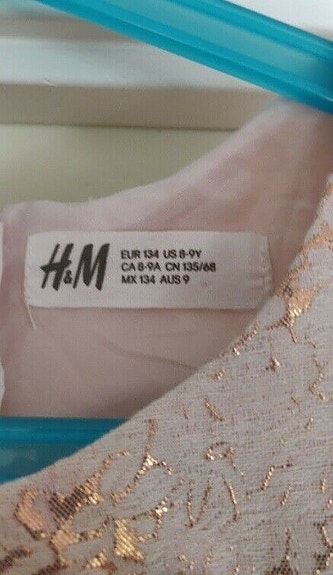 H&M
EUR 134 US 8-9Y
CA 8-9A CN 135/68
MX 134 AUS 9